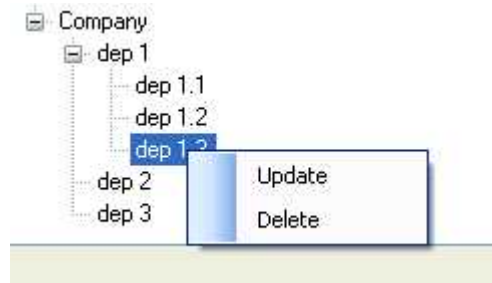 Company
dep 1
dep 1.1
dep 1.2
dep 1.3
Update
dep 2
Delete
dep 3